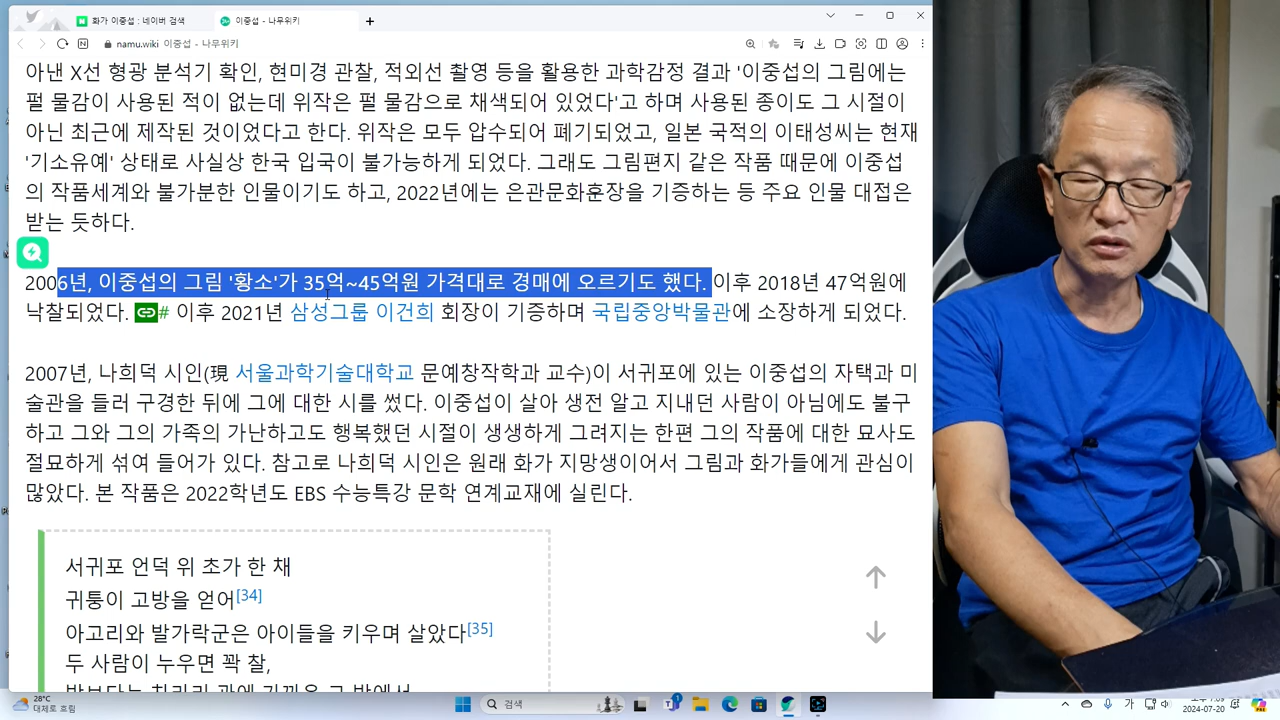 화가 이중섭 : 네이버 검색
이중섭 - 나무위키
namu.wiki 이중섭 - 나무위키
아낸 X선 형광 분석기 확인, 현미경 관찰, 적외선 촬영 등을 활용한 과학감정 결과 '이중섭의 그림에는
펄 물감이 사용된 적이 없는데 위작은 펄 물감으로 채색되어 있었다'고 하며 사용된 종이도 그 시절이
아닌 최근에 제작된 것이었다고 한다. 위작은 모두 압수되어 폐기되었고, 일본 국적의 이태성씨는 현재
'기소유예' 상태로 사실상 한국 입국이 불가능하게 되었다. 그래도 그림편지 같은 작품 때문에 이중섭
의 작품세계와 불가분한 인물이기도 하고, 2022년에는 은관문화훈장을 기증하는 등 주요 인물 대접은
받는 듯하다.
2006년, 이중섭의 그림 '황소'가 35억~45억원 가격대로 경매에 오르기도 했다. 이후 2018년 47억원에
낙찰되었다. # 이후 2021년 삼성그룹 이건희 회장이 기증하며 국립중앙박물관에 소장하게 되었다.
2007년, 나희덕 시인(現 서울과학기술대학교 문예창작학과 교수)이 서귀포에 있는 이중섭의 자택과 미
술관을 들러 구경한 뒤에 그에 대한 시를 썼다. 이중섭이 살아 생전 알고 지내던 사람이 아님에도 불구
하고 그와 그의 가족의 가난하고도 행복했던 시절이 생생하게 그려지는 한편 그의 작품에 대한 묘사도
절묘하게 섞여 들어가 있다. 참고로 나희덕 시인은 원래 화가 지망생이어서 그림과 화가들에게 관심이
많았다. 본 작품은 2022학년도 EBS 수능특강 문학 연계교재에 실린다.
서귀포 언덕 위 초가 한 채
귀퉁이 고방을 얻어[34]
아고리와 발가락군은 아이들을 키우며 살았다[35]
두 사람이 누우면 꽉 찰,
28°C
대체로 흐림
검색
가
2024-07-20